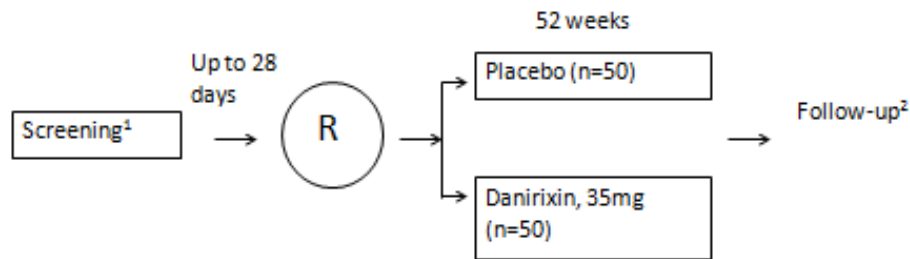 52 weeks
Up to 28
days
Screening¹
R
Placebo (n=50)
Danirixin, 35mg
(n=50)
Follow-up²